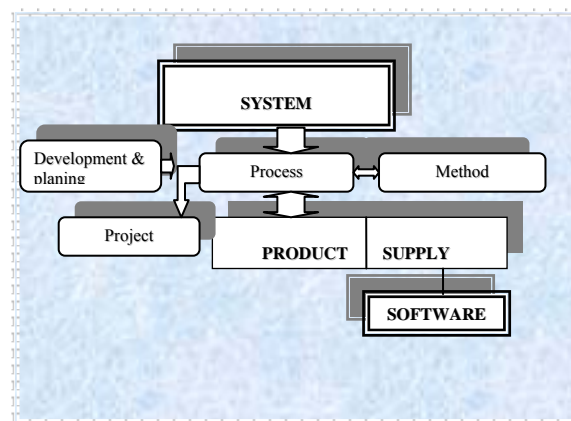 SYSTEM
Development &
planing
Process
Method
Project
PRODUCT
SUPPLY
SOFTWARE